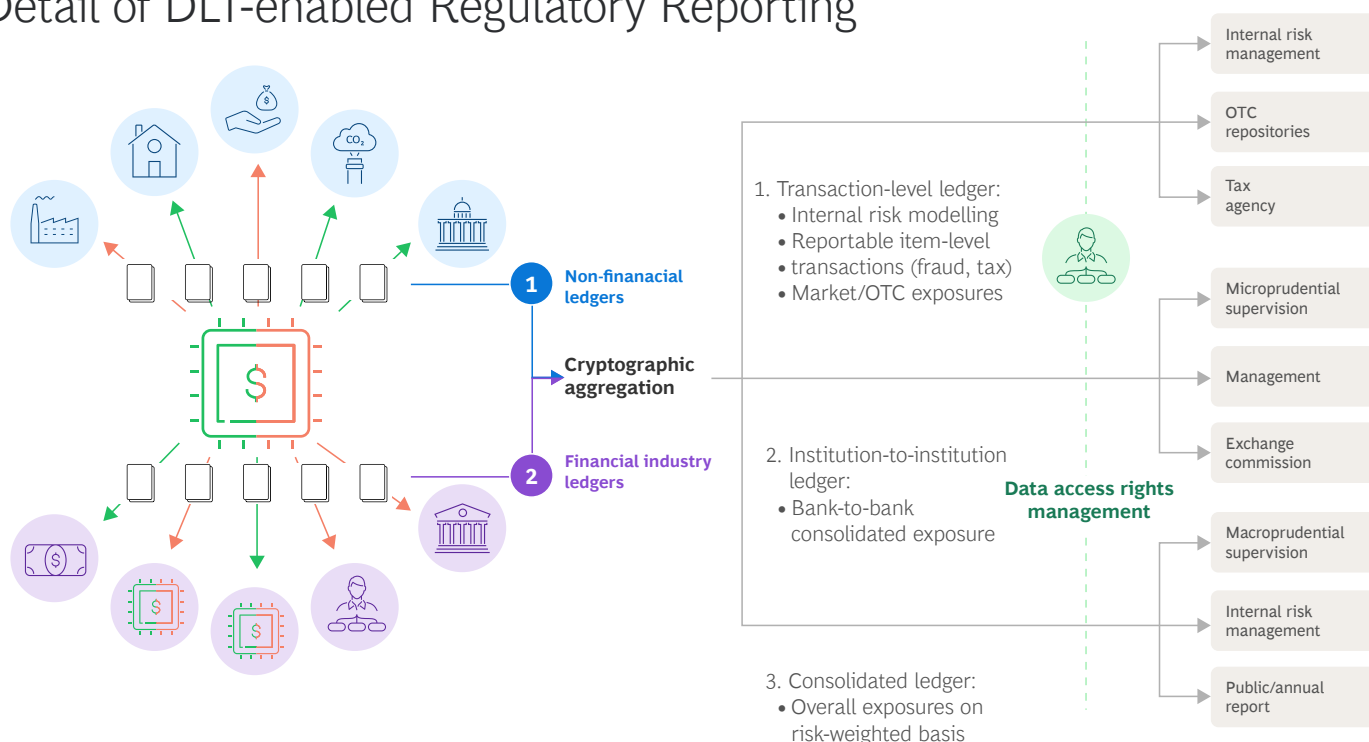 Detail of DLT-enabled Regulatory Reporting
$
CO₂
$
$
$
$
1
Non-finanacial
ledgers
Cryptographic
aggregation
2
Financial industry
ledgers
1. Transaction-level ledger:
• Internal risk modelling
• Reportable item-level
• transactions (fraud, tax)
• Market/OTC exposures
2. Institution-to-institution
ledger:
• Bank-to-bank
consolidated exposure
3. Consolidated ledger:
• Overall exposures on
risk-weighted basis
Data access rights
management
Internal risk
management
OTC
repositories
Tax
agency
Microprudential
supervision
Management
Exchange
commission
Macroprudential
supervision
Internal risk
management
Public/annual
report